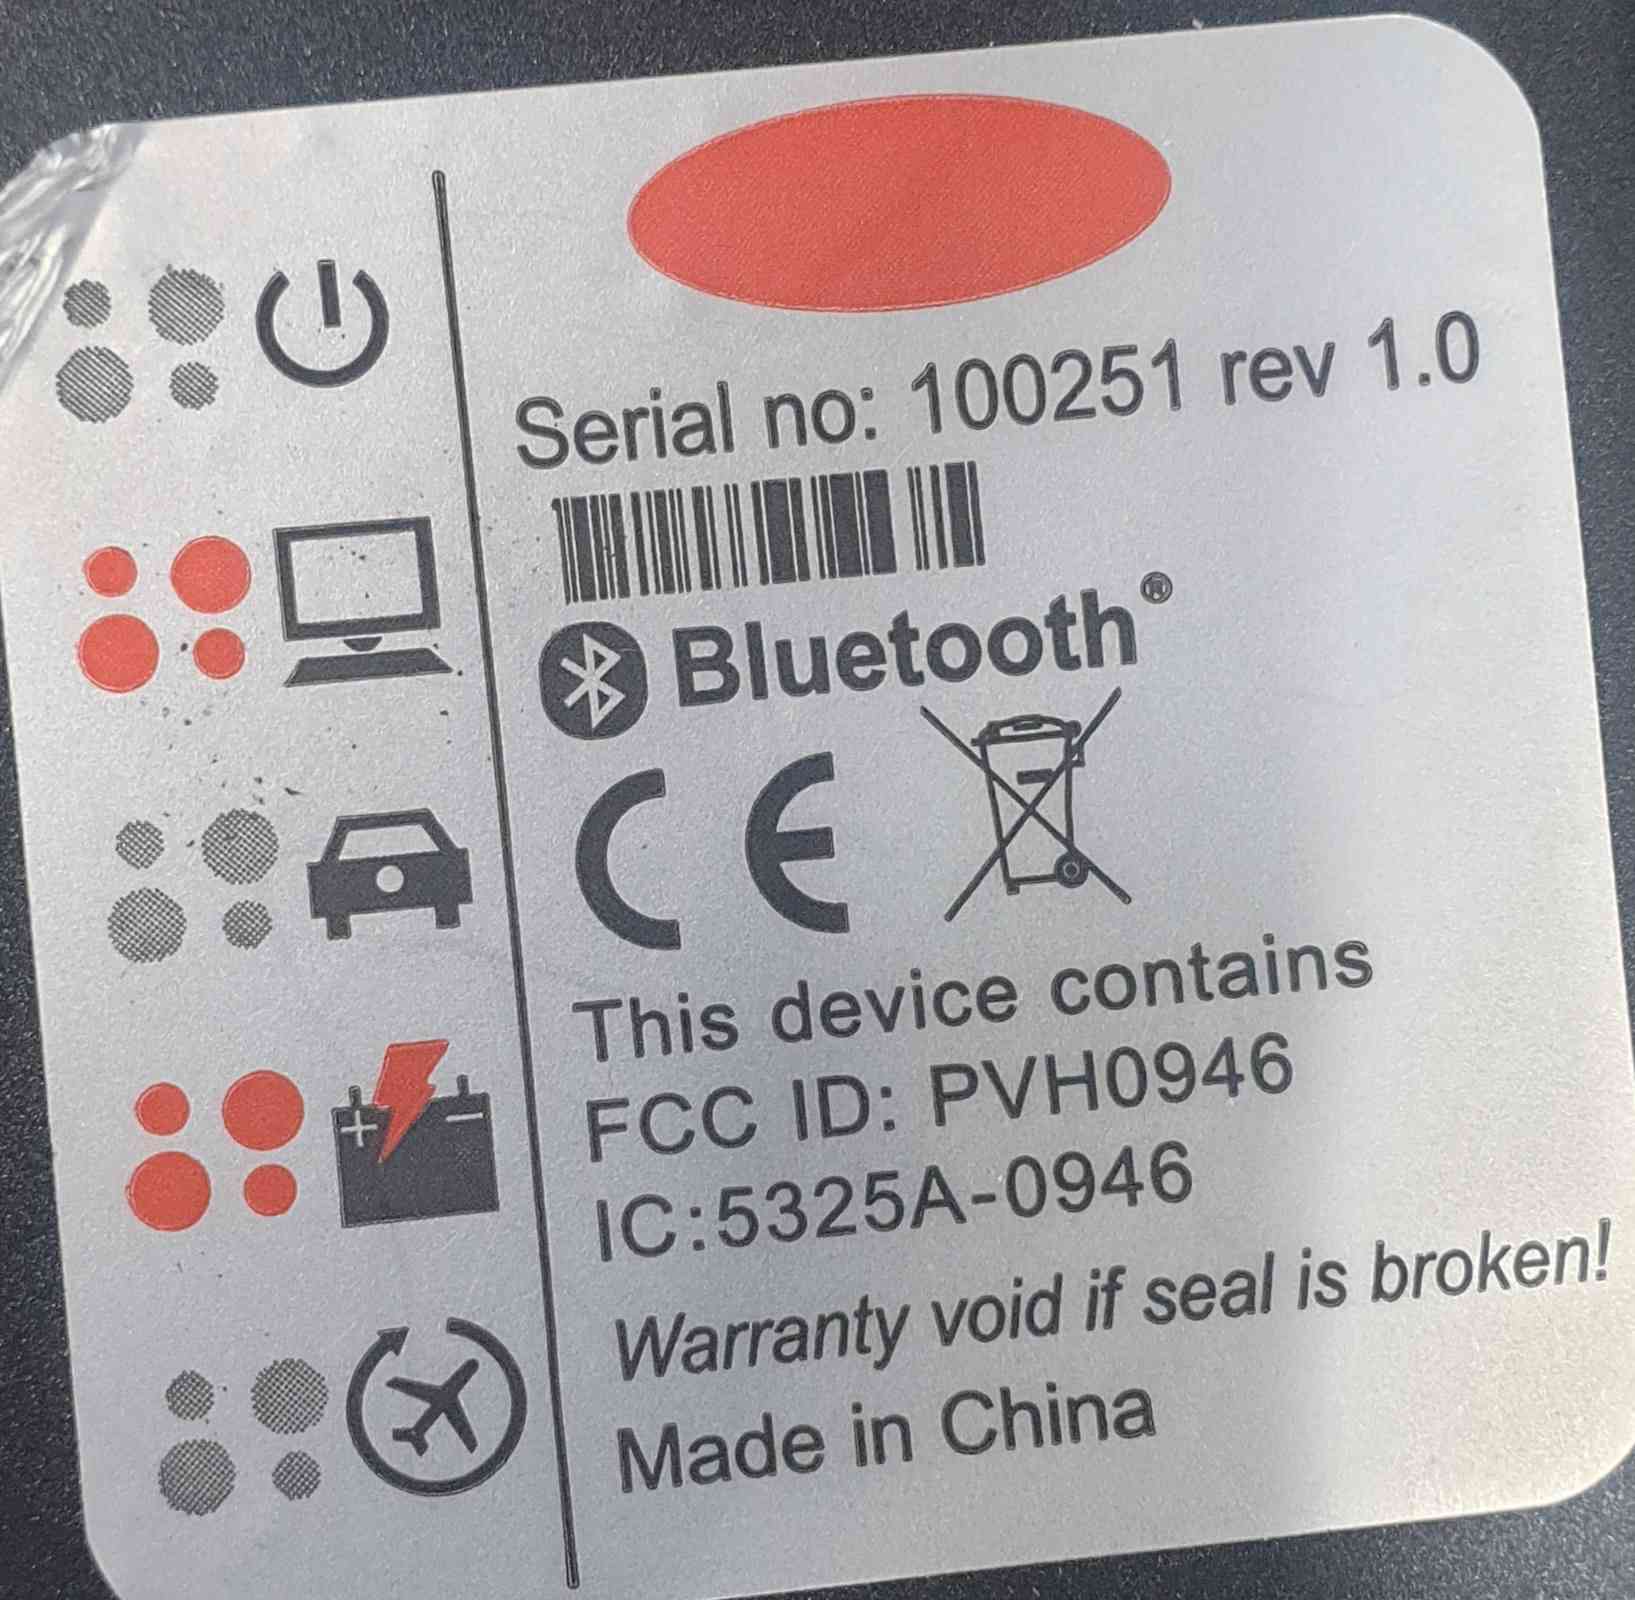 Serial no: 100251 rev 1.0
Bluetooth®
CE
This device contains
FCC ID: PVH0946
IC:5325A-0946
Warranty void if seal is broken!
Made in China